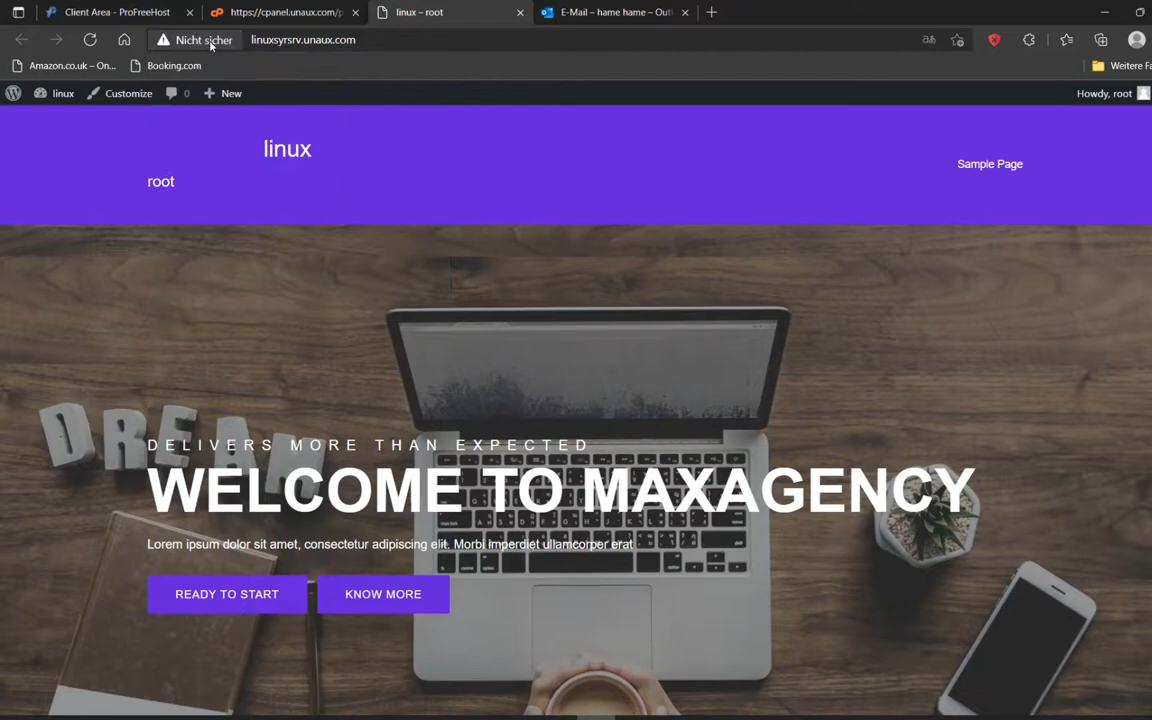 Client Area - ProFreeHost
https://cpanel.unaux.com/p
linux – root
E-Mail – hame hame – Outl
Nicht sicher
linuxsyrsrv.unaux.com
Amazon.co.uk – On...
Booking.com
Weitere Fa
linux
Customize
0
New
Howdy, root
linux
root
Sample Page
DREAM
DELIVERS MORE THAN EXPECTED
WELCOME TO MAXAGENCY
Lorem ipsum dolor sit amet, consectetur adipiscing elit. Morbi imperdiet ullamcorper erat
READY TO START
KNOW MORE